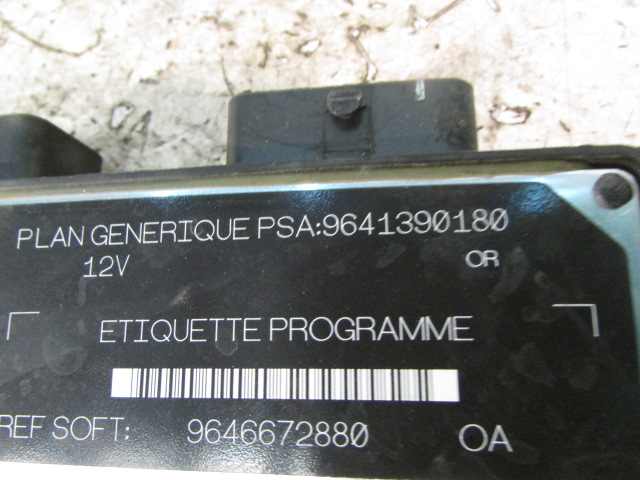 PLAN GENERIQUE PSA:9641390180
12V OR
ETIQUETTE PROGRAMME
REF SOFT: 9646672880 OA